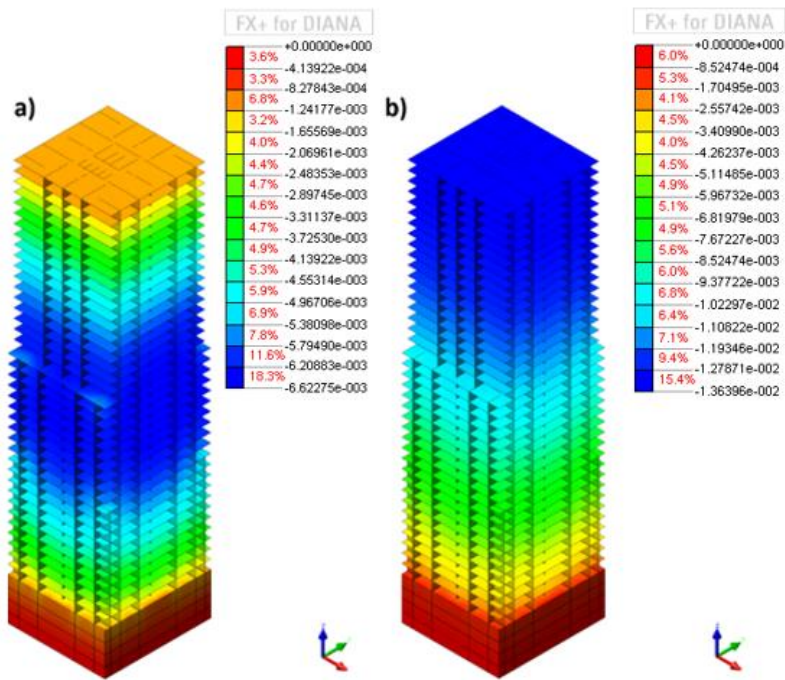 FX+ for DIANA
a)
+0.00000e+000
3.6%
-4.13922e-004
3.3%
-8.27843e-004
6.8%
-1.24177e-003
3.2%
-1.65569e-003
4.0%
-2.06961e-003
4.4%
-2.48353e-003
4.7%
-2.89745e-003
4.6%
-3.31137e-003
4.7%
-3.72530e-003
4.9%
-4.13922e-003
5.3%
-4.55314e-003
5.9%
-4.96706e-003
6.9%
-5.38098e-003
7.8%
-5.79490e-003
11.6%
-6.20883e-003
18.3%
-6.62275e-003
FX+ for DIANA
b)
+0.00000e+000
6.0%
-8.52474e-004
5.3%
-1.70495e-003
4.1%
-2.55742e-003
4.5%
-3.40990e-003
4.0%
-4.26237e-003
4.5%
-5.11485e-003
4.9%
-5.96732e-003
5.1%
-6.81979e-003
4.9%
-7.67227e-003
5.6%
-8.52474e-003
6.0%
-9.37722e-003
6.8%
-1.02297e-002
6.4%
-1.10822e-002
7.1%
-1.19346e-002
9.4%
-1.27871e-002
15.4%
-1.36396e-002